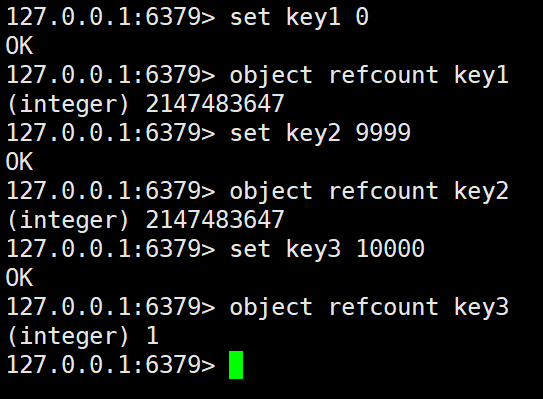 127.0.0.1:6379> set key1 0
OK
127.0.0.1:6379> object refcount key1
(integer) 2147483647
127.0.0.1:6379> set key2 9999
OK
127.0.0.1:6379> object refcount key2
(integer) 2147483647
127.0.0.1:6379> set key3 10000
OK
127.0.0.1:6379> object refcount key3
(integer) 1
127.0.0.1:6379>